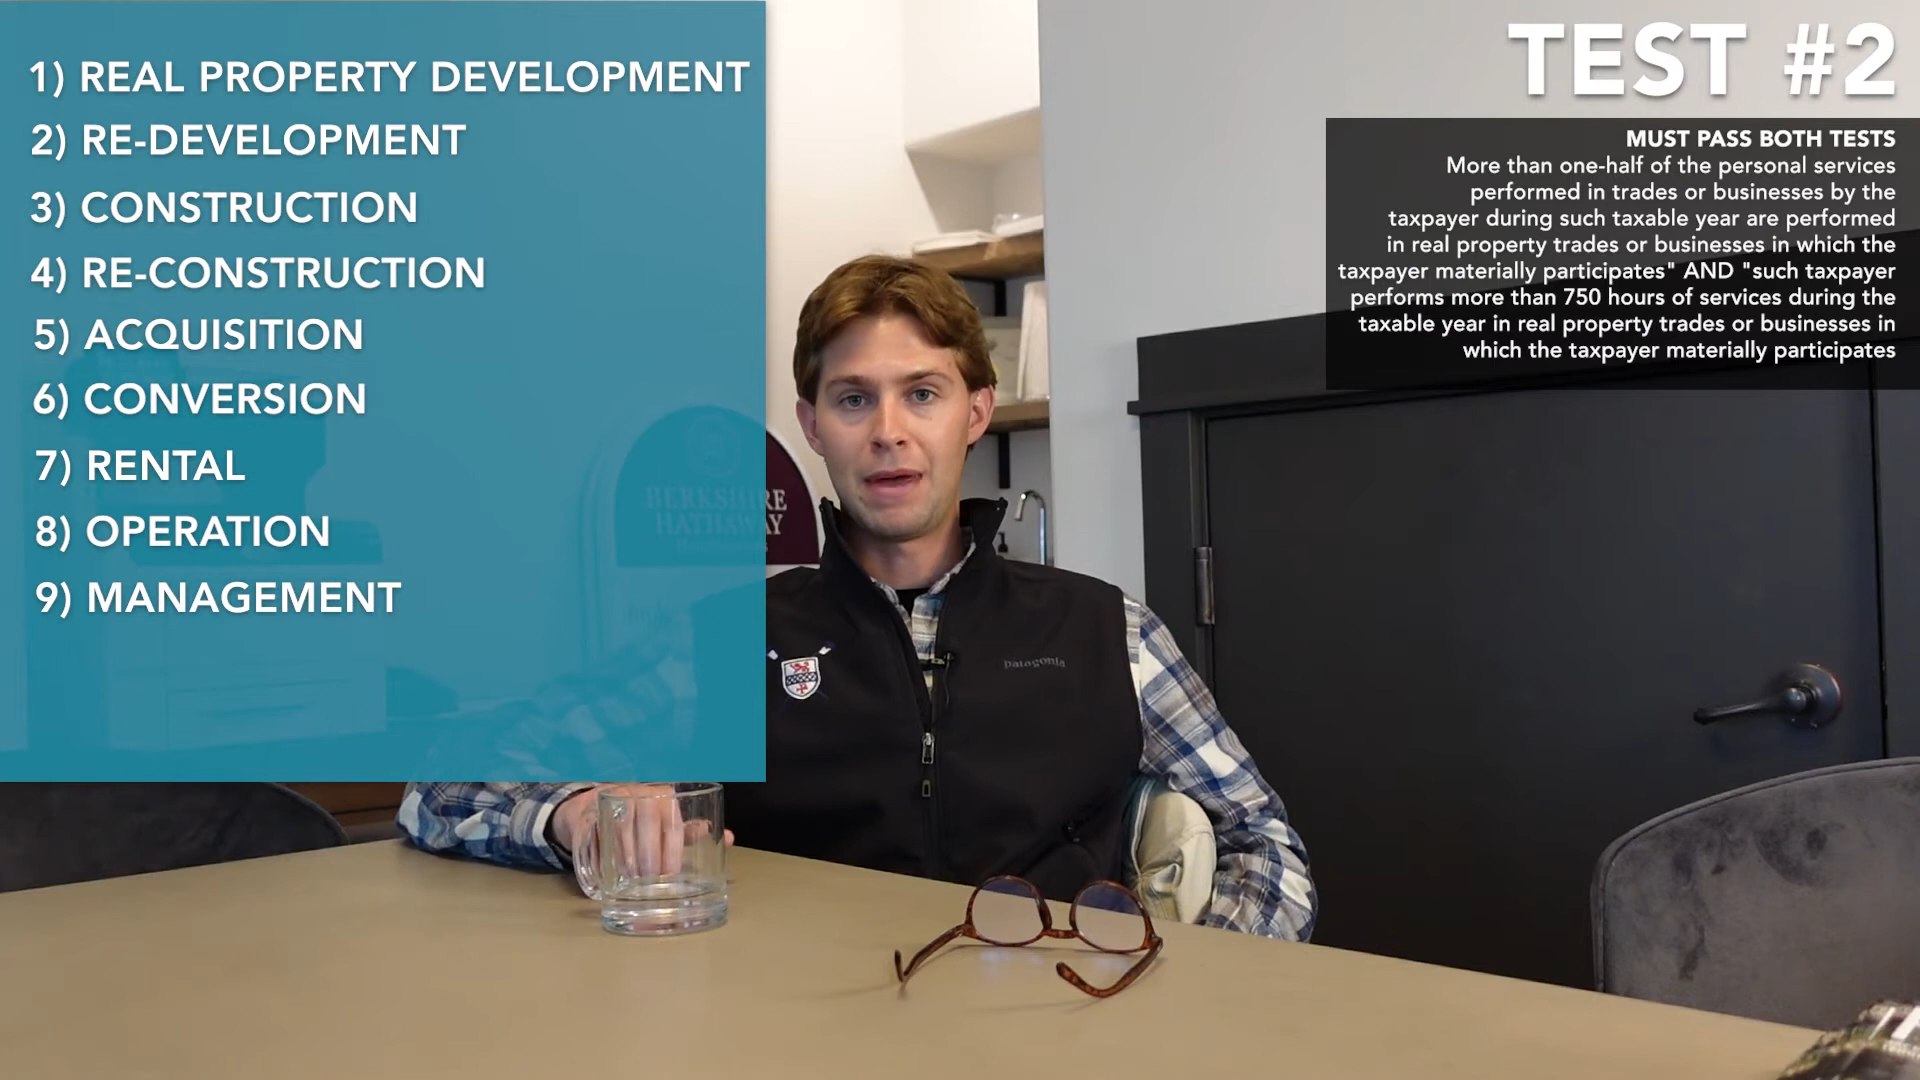 1) REAL PROPERTY DEVELOPMENT
2) RE-DEVELOPMENT
3) CONSTRUCTION
4) RE-CONSTRUCTION
5) ACQUISITION
6) CONVERSION
7) RENTAL
8) OPERATION
9) MANAGEMENT
TEST #2
MUST PASS BOTH TESTS
More than one-half of the personal services
performed in trades or businesses by the
taxpayer during such taxable year are performed
in real property trades or businesses in which the
taxpayer materially participates" AND "such taxpayer
performs more than 750 hours of services during the
taxable year in real property trades or businesses in
which the taxpayer materially participates
BERKSHIRE
HATHAWAY
patagonia